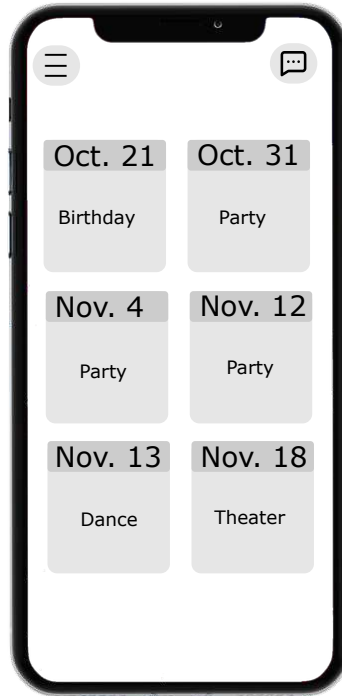 Oct. 21
Birthday
Oct. 31
Party
Nov. 4
Party
Nov. 12
Party
Nov. 13
Dance
Nov. 18
Theater